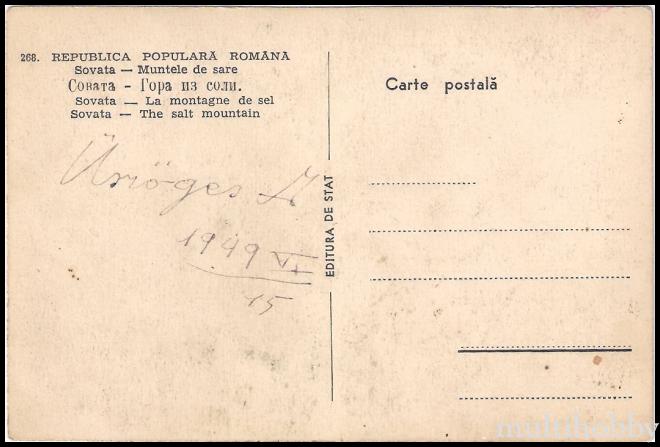 268. REPUBLICA POPULARĂ ROMÂNA
Sovata — Muntele de sare
Совата - Гора из соли.
Sovata — La montagne de sel
Sovata — The salt mountain
1949 VI
15
EDITURA DE STAT
Carte postală
multihobby